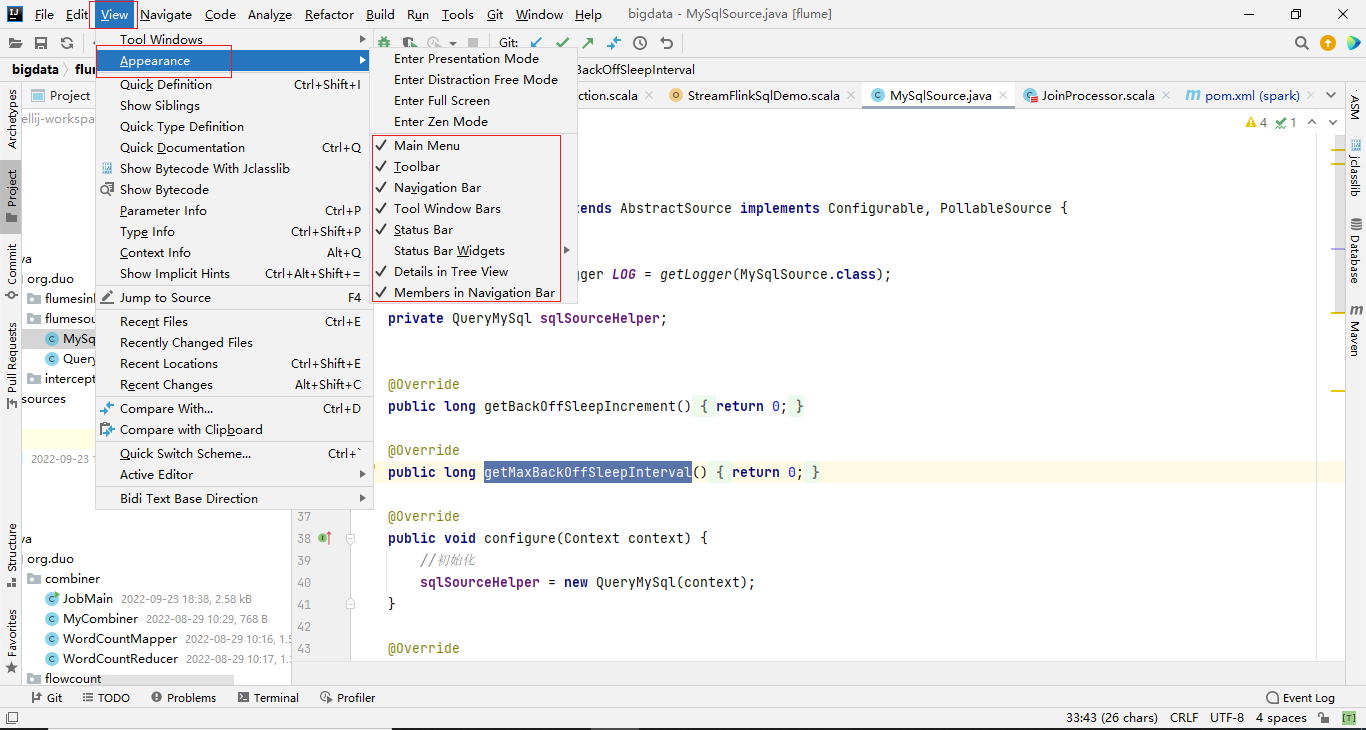 File Edit View Navigate Code Analyze Refactor Build Run Tools Git Window Help bigdata - MySqlSource.java [flume]
Git:
bigdata flu
BackOffSleepInterval
Tool Windows
Appearance
Quick Definition Ctrl+Shift+I
Show Siblings
Quick Type Definition
Quick Documentation Ctrl+Q
Show Bytecode With Jclasslib
Show Bytecode
Parameter Info Ctrl+P
Type Info Ctrl+Shift+P
Context Info Alt+Q
Show Implicit Hints Ctrl+Alt+Shift+=
Jump to Source F4
Recent Files Ctrl+E
Recently Changed Files
Recent Locations Ctrl+Shift+E
Recent Changes Alt+Shift+C
Compare With... Ctrl+D
Compare with Clipboard
Quick Switch Scheme... Ctrl+`
Active Editor
Bidi Text Base Direction
Enter Presentation Mode
Enter Distraction Free Mode
Enter Full Screen
Enter Zen Mode
Main Menu
Toolbar
Navigation Bar
Tool Window Bars
Status Bar
Status Bar Widgets
Details in Tree View
Members in Navigation Bar
Archetypes
Project
Commit
Pull Requests
Structure
Favorites
Project
ellij-workspa
va
org.duo
flumesin
flumesou
MySq
Query
intercept
sources
2022-09-23 1
va
org.duo
combiner
JobMain 2022-09-23 18:38, 2.58 kB
MyCombiner 2022-08-29 10:29, 768 B
WordCountMapper 2022-08-29 10:16, 1.5
WordCountReducer 2022-08-29 10:17, 1.
flowcount
ction.scala StreamFlinkSqlDemo.scala MySqlSource.java JoinProcessor.scala pom.xml (spark)
4 1
tends AbstractSource implements Configurable, PollableSource {
gger LOG = getLogger(MySqlSource.class);
private QueryMySql sqlSourceHelper;
@Override
public long getBackOffSleepIncrement() { return 0; }
@Override
public long getMaxBackOffSleepInterval() { return 0; }
37 @Override
38 public void configure(Context context) {
39 //初始化
40 sqlSourceHelper = new QueryMySql(context);
41 }
42
43 @Override
ASM
jclasslib
Database
Maven
Git TODO Problems Terminal Profiler Event Log
33:43 (26 chars) CRLF UTF-8 4 spaces [T]